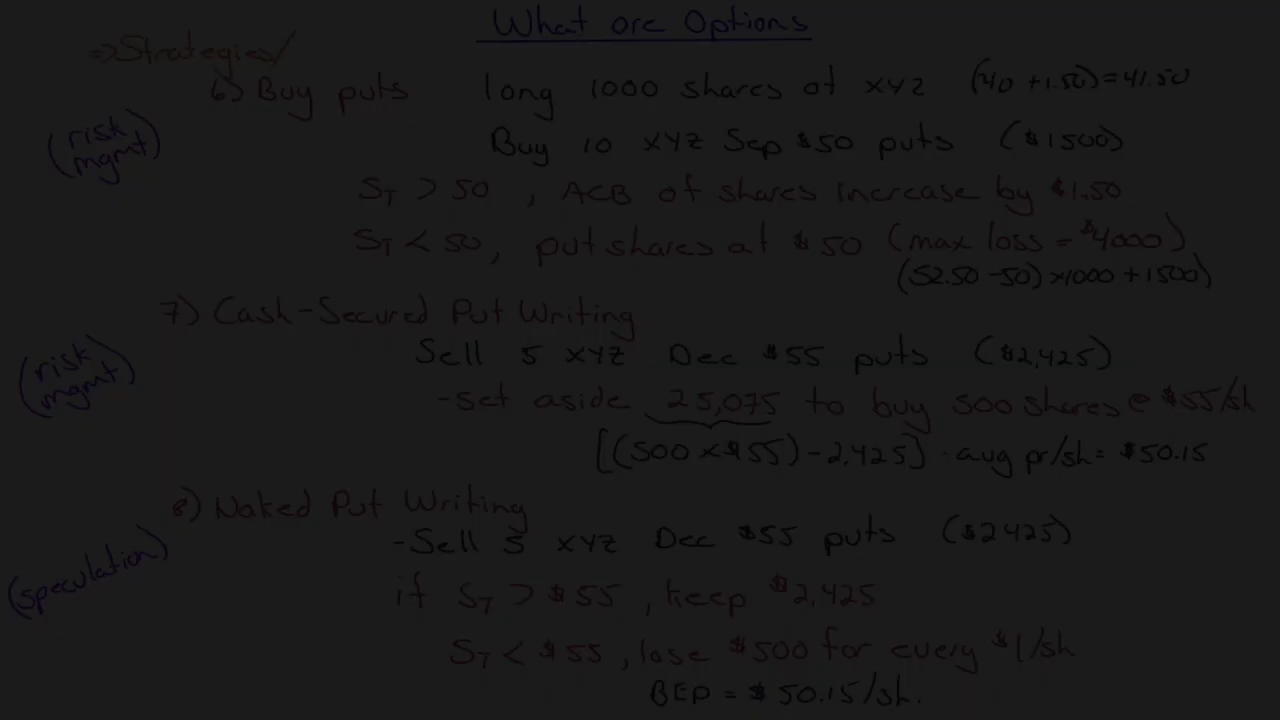 What are Options
=> Strategies/
6) Buy puts long 1000 shares at XYZ (40 + 1.50) = 41.50
(risk mgmt)
Buy 10 XYZ Sep $50 puts ($1500)
ST > 50, ACB of shares increase by $1.50
ST < 50, put shares at $50 (max loss = $4000)
(52.50 - 50) x 1000 + 1500)
7) Cash-Secured Put Writing
(risk mgmt)
Sell 5 XYZ Dec $55 puts ($2,425)
- set aside 25,075 to buy 500 shares @ $55/sh
[(500 x $55) - 2,425] · avg pr/sh = $50.15
8) Naked Put Writing
(speculation)
- Sell 5 XYZ Dec $55 puts ($2425)
if ST > $55, keep $2,425
ST < $55, lose $500 for every $1/sh
BEP = $50.15/sh.